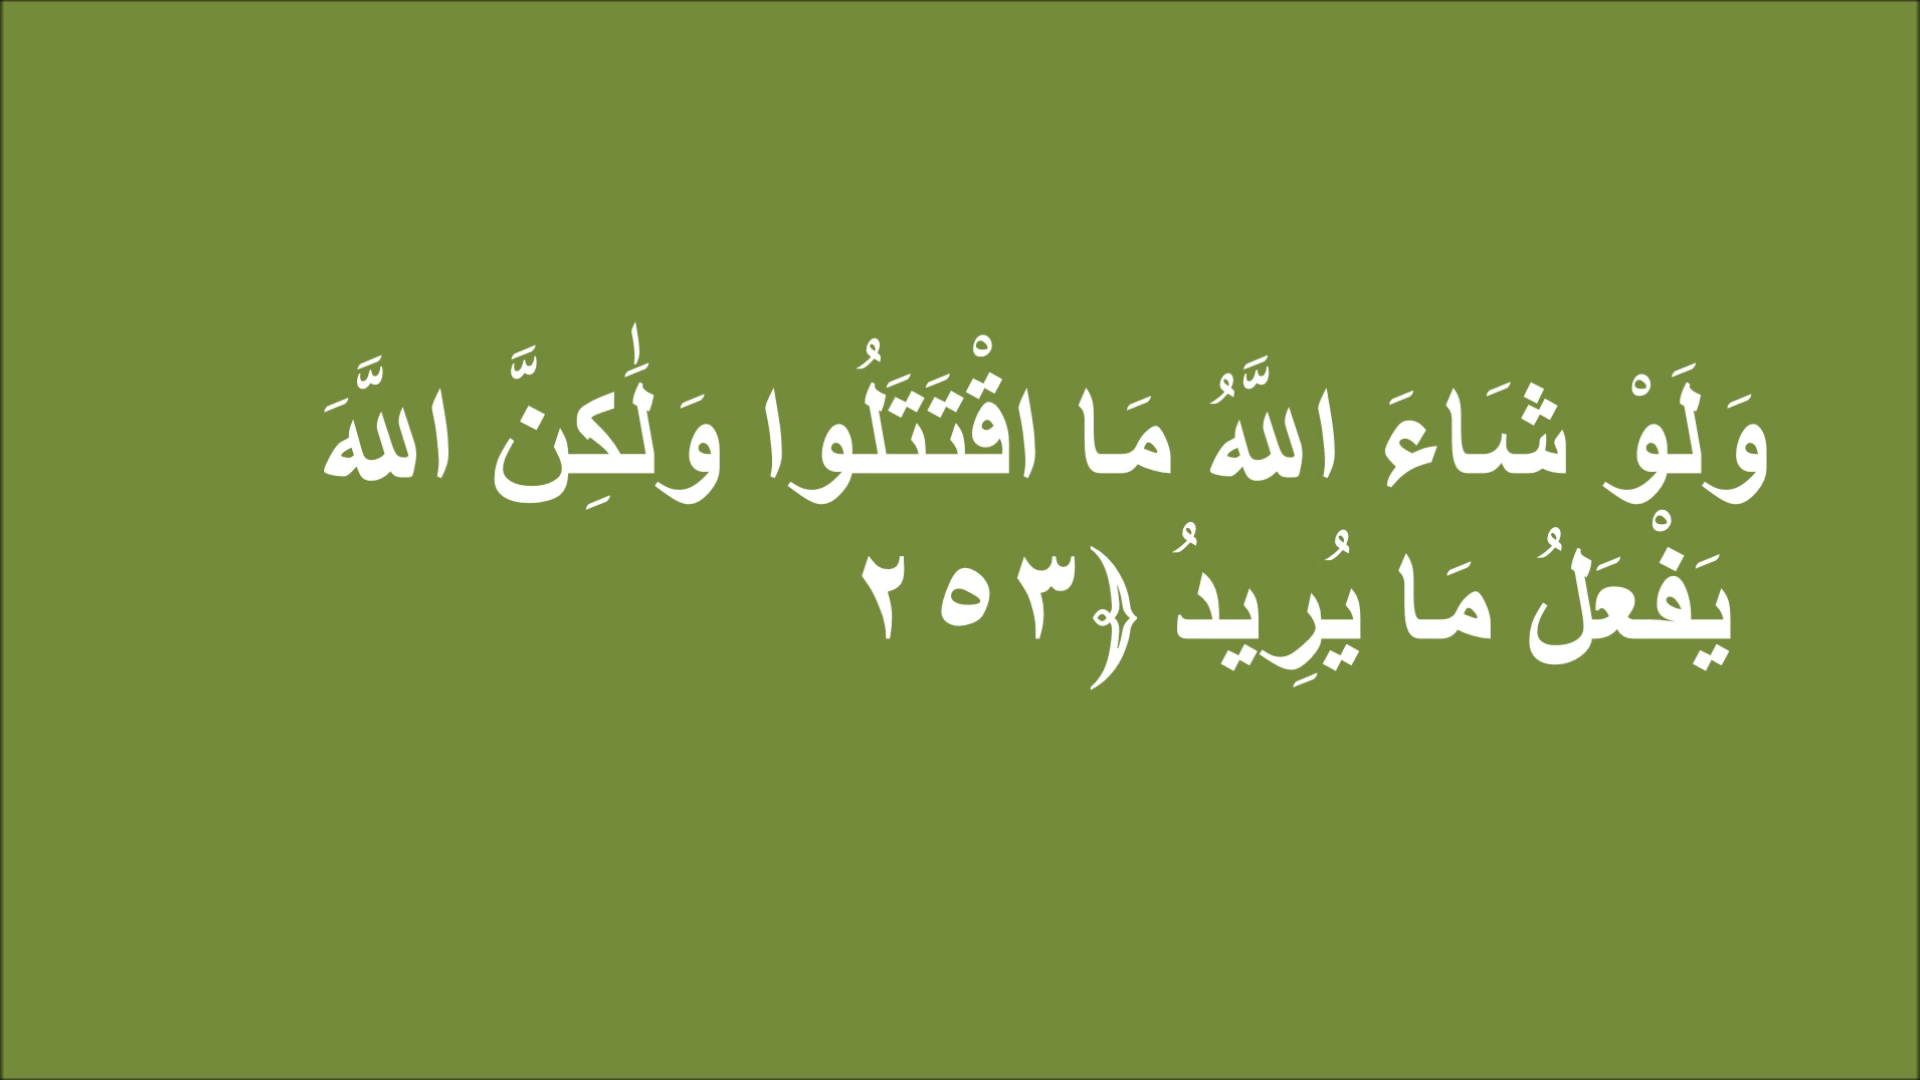 وَلَوْ شَاءَ اللَّهُ مَا اقْتَتَلُوا وَلَٰكِنَّ اللَّهَ
يَفْعَلُ مَا يُرِيدُ ﴿٢٥٣